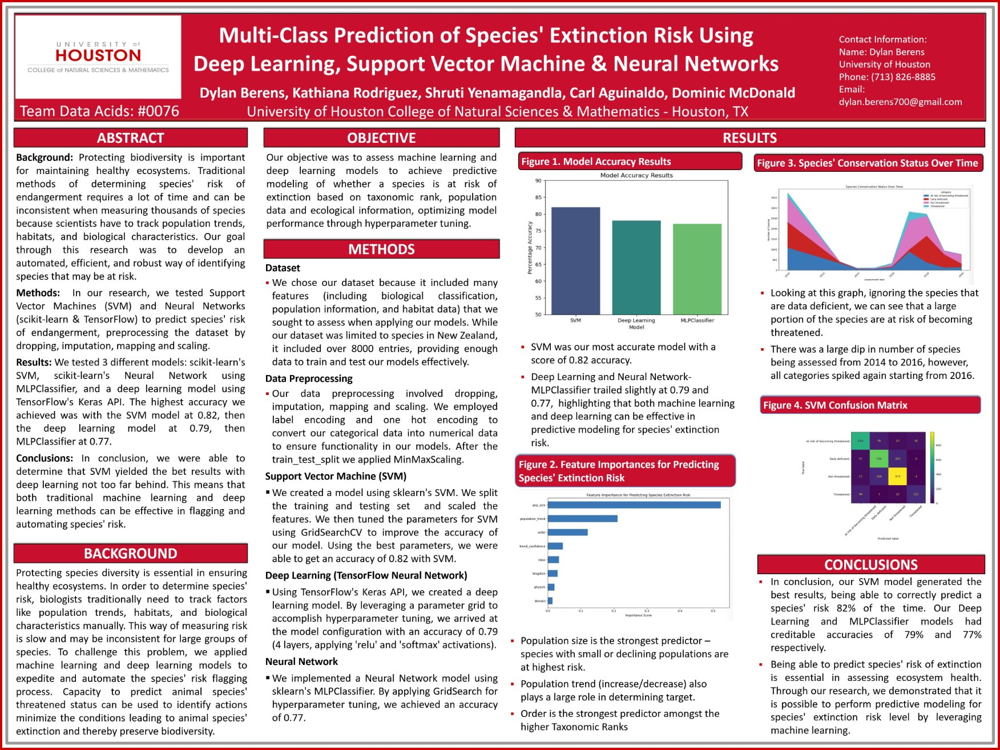 UNIVERSITY of
HOUSTON
COLLEGE of NATURAL SCIENCES & MATHEMATICS
Team Data Acids: #0076
Multi-Class Prediction of Species' Extinction Risk Using
Deep Learning, Support Vector Machine & Neural Networks
Dylan Berens, Kathiana Rodriguez, Shruti Yenamagandla, Carl Aguinaldo, Dominic McDonald
University of Houston College of Natural Sciences & Mathematics - Houston, TX
Contact Information:
Name: Dylan Berens
University of Houston
Phone: (713) 826-8885
Email:
dylan.berens700@gmail.com
ABSTRACT
Background: Protecting biodiversity is important
for maintaining healthy ecosystems. Traditional
methods of determining species' risk of
endangerment requires a lot of time and can be
inconsistent when measuring thousands of species
because scientists have to track population trends,
habitats, and biological characteristics. Our goal
through this research was to develop an
automated, efficient, and robust way of identifying
species that may be at risk.
Methods: In our research, we tested Support
Vector Machines (SVM) and Neural Networks
(scikit-learn & TensorFlow) to predict species' risk
of endangerment, preprocessing the dataset by
dropping, imputation, mapping and scaling.
Results: We tested 3 different models: scikit-learn's
SVM, scikit-learn's Neural Network using
MLPClassifier, and a deep learning model using
TensorFlow's Keras API. The highest accuracy we
achieved was with the SVM model at 0.82, then
the deep learning model at 0.79, then
MLPClassifier at 0.77.
Conclusions: In conclusion, we were able to
determine that SVM yielded the bet results with
deep learning not too far behind. This means that
both traditional machine learning and deep
learning methods can be effective in flagging and
automating species' risk.
BACKGROUND
Protecting species diversity is essential in ensuring
healthy ecosystems. In order to determine species'
risk, biologists traditionally need to track factors
like population trends, habitats, and biological
characteristics manually. This way of measuring risk
is slow and may be inconsistent for large groups of
species. To challenge this problem, we applied
machine learning and deep learning models to
expedite and automate the species' risk flagging
process. Capacity to predict animal species'
threatened status can be used to identify actions
minimize the conditions leading to animal species'
extinction and thereby preserve biodiversity.
OBJECTIVE
Our objective was to assess machine learning and
deep learning models to achieve predictive
modeling of whether a species is at risk of
extinction based on taxonomic rank, population
data and ecological information, optimizing model
performance through hyperparameter tuning.
METHODS
Dataset
▪ We chose our dataset because it included many
features (including biological classification,
population information, and habitat data) that we
sought to assess when applying our models. While
our dataset was limited to species in New Zealand,
it included over 8000 entries, providing enough
data to train and test our models effectively.
Data Preprocessing
▪ Our data preprocessing involved dropping,
imputation, mapping and scaling. We employed
label encoding and one hot encoding to
convert our categorical data into numerical data
to ensure functionality in our models. After the
train_test_split we applied MinMaxScaling.
Support Vector Machine (SVM)
▪ We created a model using sklearn's SVM. We split
the training and testing set and scaled the
features. We then tuned the parameters for SVM
using GridSearchCV to improve the accuracy of
our model. Using the best parameters, we were
able to get an accuracy of 0.82 with SVM.
Deep Learning (TensorFlow Neural Network)
▪ Using TensorFlow's Keras API, we created a deep
learning model. By leveraging a parameter grid to
accomplish hyperparameter tuning, we arrived at
the model configuration with an accuracy of 0.79
(4 layers, applying 'relu' and 'softmax' activations).
Neural Network
▪ We implemented a Neural Network model using
sklearn's MLPClassifier. By applying GridSearch for
hyperparameter tuning, we achieved an accuracy
of 0.77.
RESULTS
Figure 1. Model Accuracy Results
Model Accuracy Results
Percentage Accuracy
90
85
80
75
70
65
60
55
50
SVM
Deep Learning
Model
MLPClassifier
▪ SVM was our most accurate model with a
score of 0.82 accuracy.
▪ Deep Learning and Neural Network-
MLPClassifier trailed slightly at 0.79 and
0.77, highlighting that both machine learning
and deep learning can be effective in
predictive modeling for species' extinction
risk.
Figure 2. Feature Importances for Predicting
Species' Extinction Risk
Feature Importance for Predicting Species Extinction Risk
pop_size
population_trend
order
trend_confidence
class
kingdom
phylum
domain
0.0 0.1 0.2 0.3 0.4 0.5
Importance Score
▪ Population size is the strongest predictor –
species with small or declining populations are
at highest risk.
▪ Population trend (increase/decrease) also
plays a large role in determining target.
▪ Order is the strongest predictor amongst the
higher Taxonomic Ranks
Figure 3. Species' Conservation Status Over Time
Species Conservation Status Over Time
category
At risk of becoming threatened
Data deficient
Not threatened
Threatened
Number of Species
3500
3000
2500
2000
1500
1000
500
0
2010 2012 2014 2016 2018 2020
Assessment Year
▪ Looking at this graph, ignoring the species that
are data deficient, we can see that a large
portion of the species are at risk of becoming
threatened.
▪ There was a large dip in number of species
being assessed from 2014 to 2016, however,
all categories spiked again starting from 2016.
Figure 4. SVM Confusion Matrix
True label
At risk of becoming threatened 78 27 45
Data deficient 37 103 0
Not threatened 27 109 979 4
Threatened 90 3 12 121
At risk of becoming threatened
Data deficient
Not threatened
Threatened
Predicted label
800
600
400
200
0
CONCLUSIONS
▪ In conclusion, our SVM model generated the
best results, being able to correctly predict a
species' risk 82% of the time. Our Deep
Learning and MLPClassifier models had
creditable accuracies of 79% and 77%
respectively.
▪ Being able to predict species' risk of extinction
is essential in assessing ecosystem health.
Through our research, we demonstrated that it
is possible to perform predictive modeling for
species' extinction risk level by leveraging
machine learning.